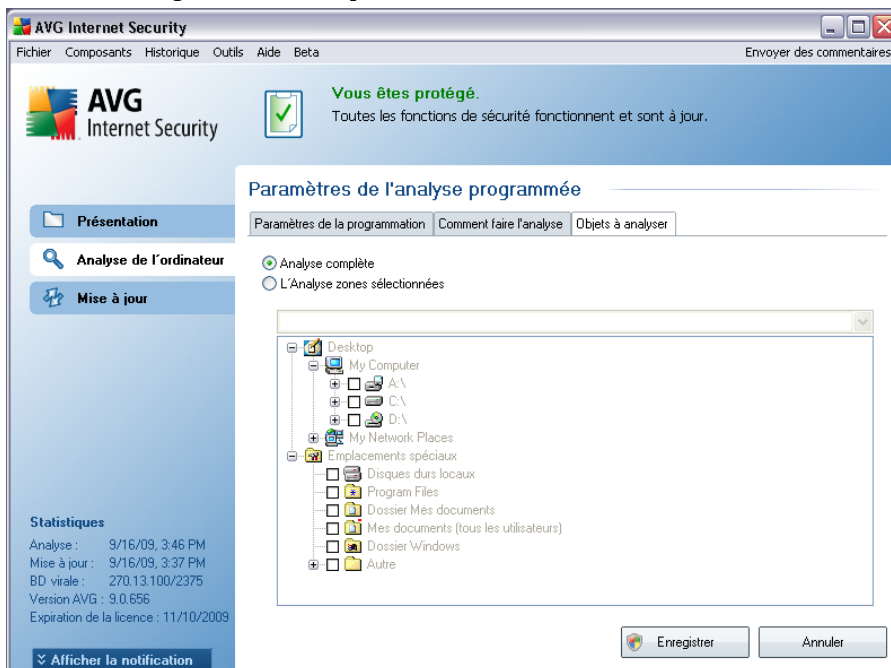 AVG Internet Security
Fichier Composants Historique Outils Aide Beta Envoyer des commentaires
AVG
Internet Security
Vous êtes protégé.
Toutes les fonctions de sécurité fonctionnent et sont à jour.
Paramètres de l'analyse programmée
Paramètres de la programmation Comment faire l'analyse Objets à analyser
Présentation
Analyse de l´ordinateur
Mise à jour
Analyse complète
L´Analyse zones sélectionnées
Desktop
My Computer
A:\
C:\
D:\
My Network Places
Emplacements spéciaux
Disques durs locaux
Program Files
Dossier Mes documents
Mes documents (tous les utilisateurs)
Dossier Windows
Autre
Statistiques
Analyse : 9/16/09, 3:46 PM
Mise à jour : 9/16/09, 3:37 PM
BD virale : 270.13.100/2375
Version AVG : 9.0.656
Expiration de la licence : 11/10/2009
Afficher la notification
Enregistrer Annuler